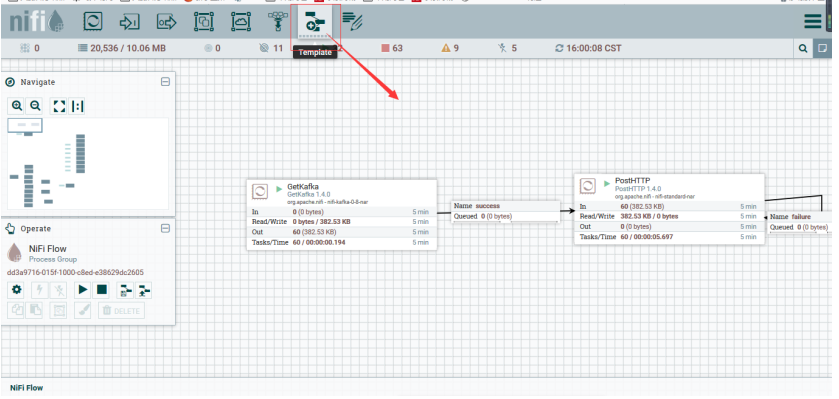 nifi
0
20,536 / 10.06 MB
0
11
2
63
9
5
16:00:08 CST
Template
Navigate
Operate
NiFi Flow
Process Group
dd3a9716-015f-1000-c8ed-e38629dc2605
DELETE
GetKafka
GetKafka 1.4.0
org.apache.nifi - nifi-kafka-0-8-nar
In 0 (0 bytes) 5 min
Read/Write 0 bytes / 382.53 KB 5 min
Out 60 (382.53 KB) 5 min
Tasks/Time 60 / 00:00:00.194 5 min
Name success
Queued 0 (0 bytes)
PostHTTP
PostHTTP 1.4.0
org.apache.nifi - nifi-standard-nar
In 60 (382.53 KB) 5 min
Read/Write 382.53 KB / 0 bytes 5 min
Out 0 (0 bytes) 5 min
Tasks/Time 60 / 00:00:05.697 5 min
Name failure
Queued 0 (0 bytes)
NiFi Flow